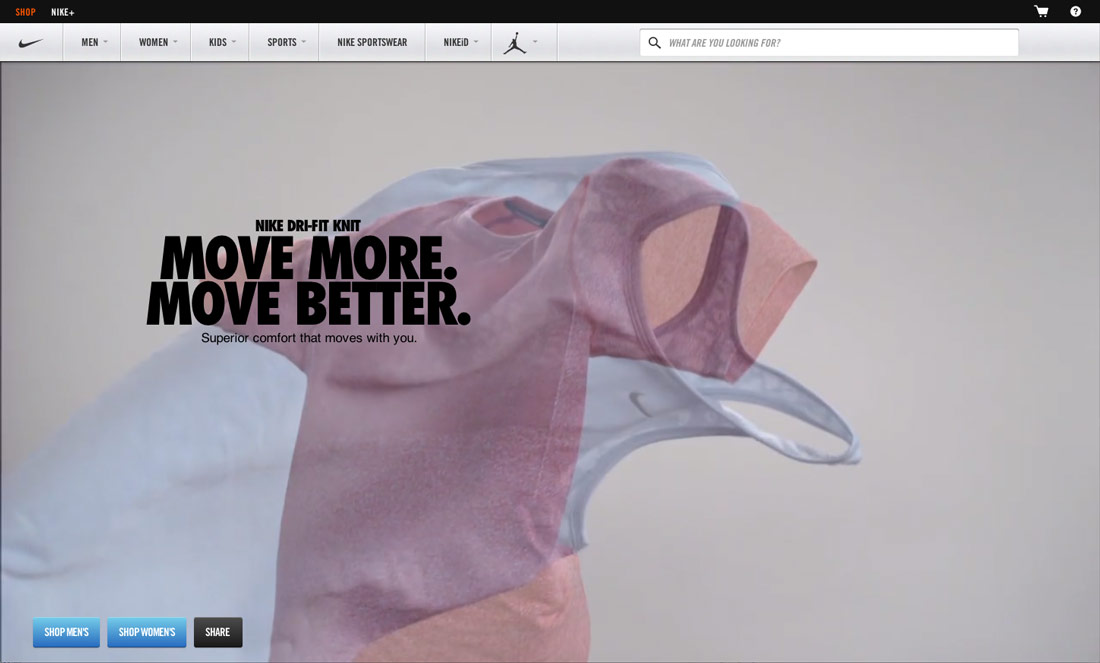 SHOP NIKE+
MEN WOMEN KIDS SPORTS NIKE SPORTSWEAR NIKEiD WHAT ARE YOU LOOKING FOR?
NIKE DRI-FIT KNIT
MOVE MORE.
MOVE BETTER.
Superior comfort that moves with you.
SHOP MEN'S SHOP WOMEN'S SHARE